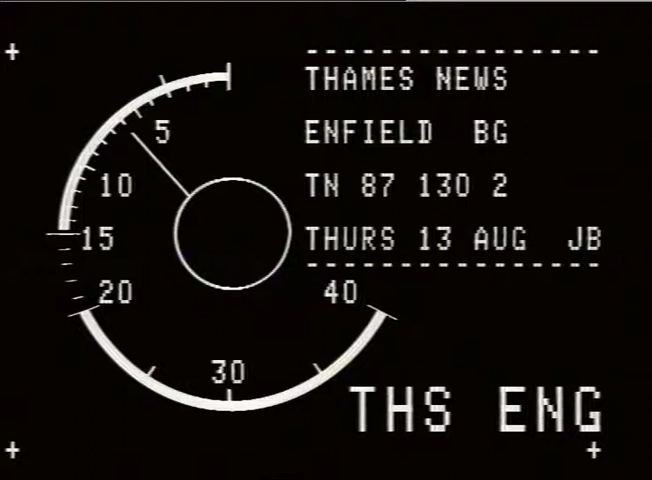 THAMES NEWS
ENFIELD BG
TN 87 130 2
THURS 13 AUG JB
5
10
15
20
30
40
THS ENG